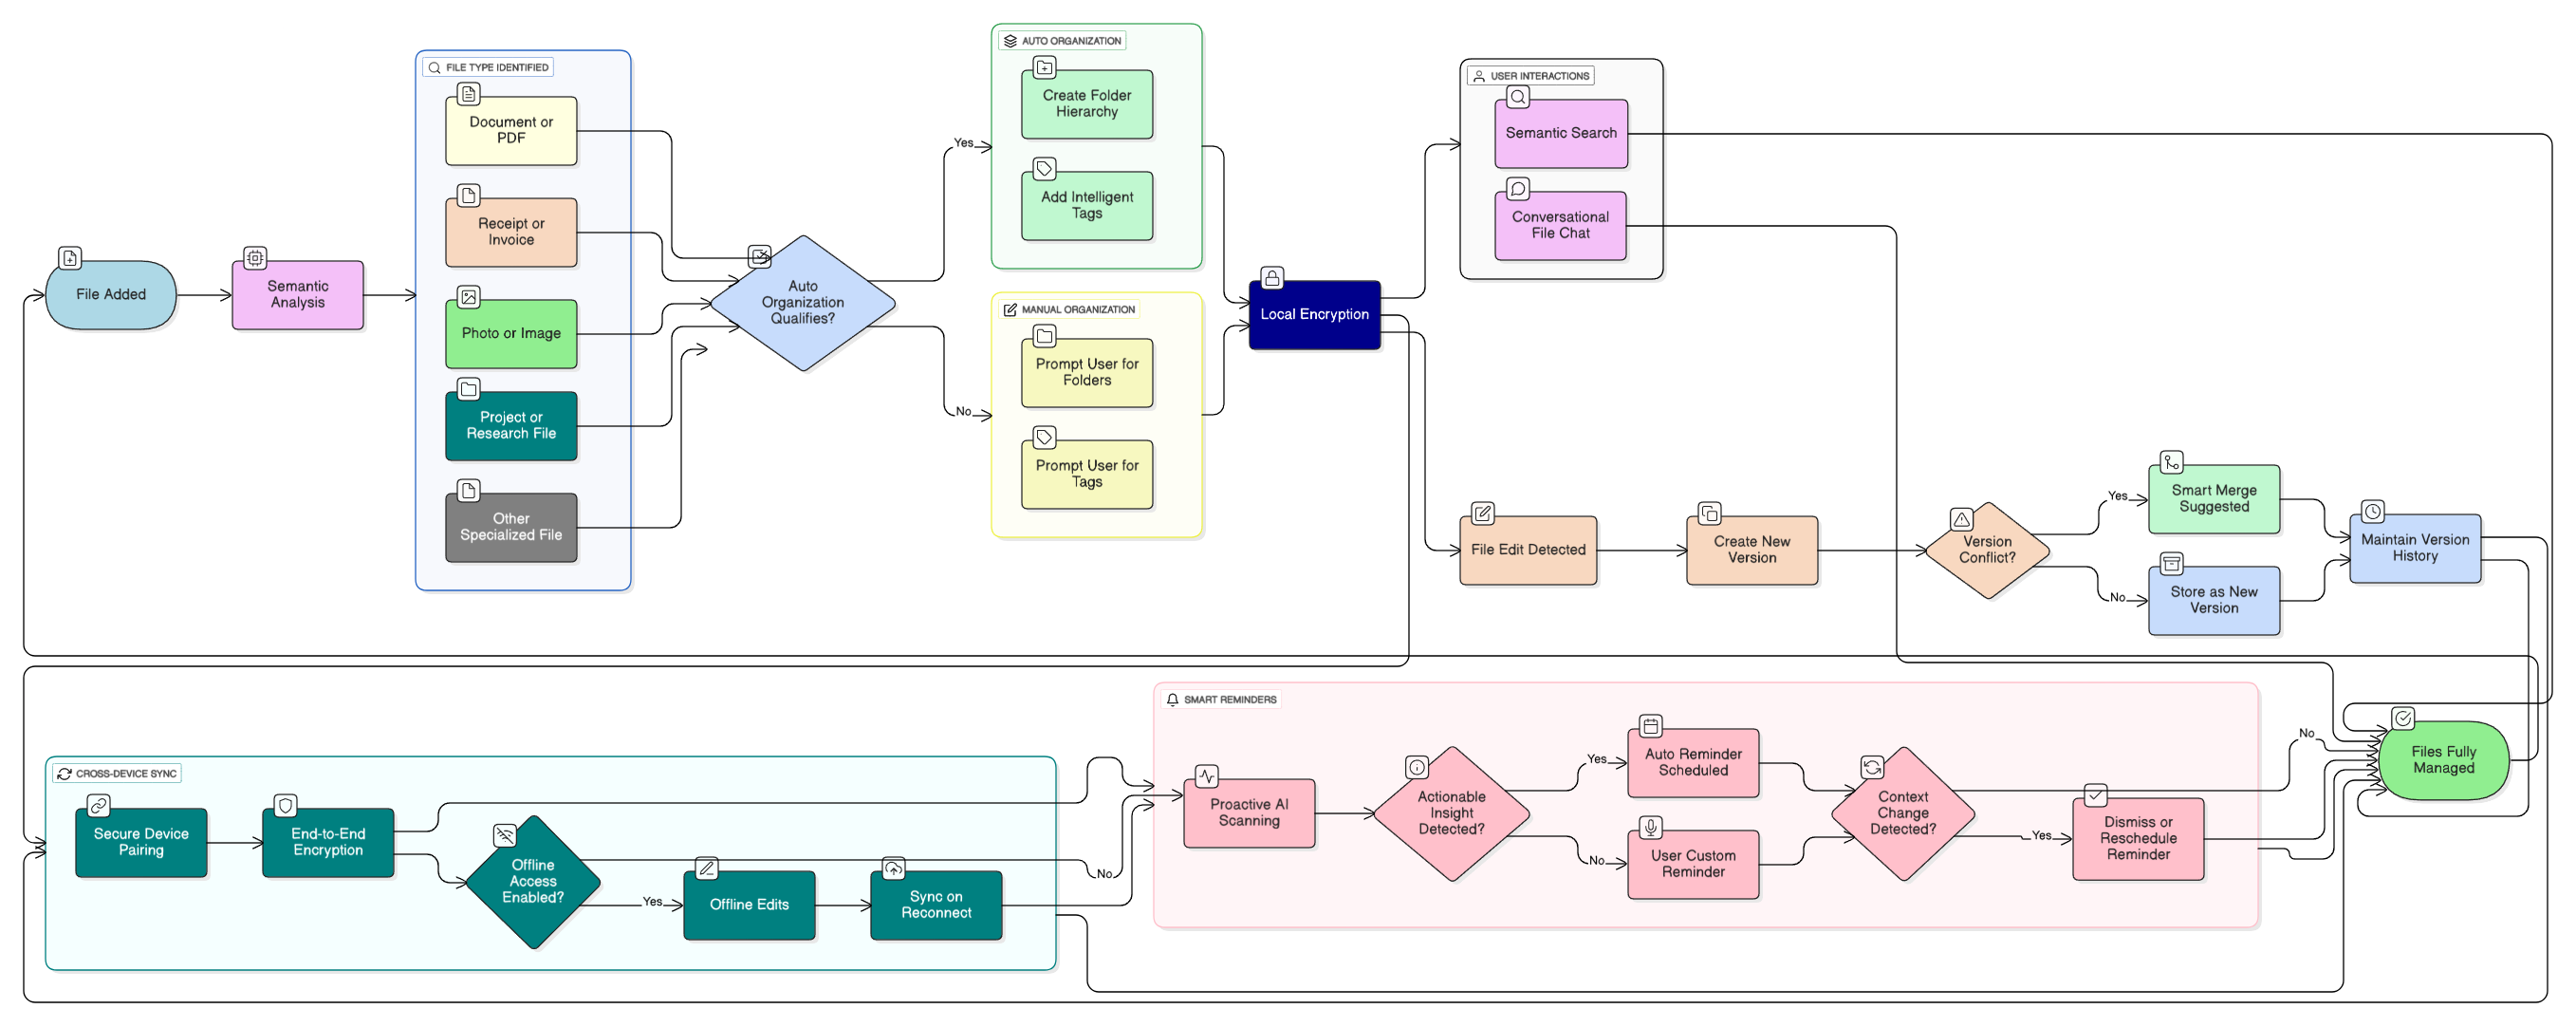 File Added
Semantic
Analysis
FILE TYPE IDENTIFIED
Document or
PDF
Receipt or
Invoice
Photo or Image
Project or
Research File
Other
Specialized File
Auto
Organization
Qualifies?
Yes
No
AUTO ORGANIZATION
Create Folder
Hierarchy
Add Intelligent
Tags
MANUAL ORGANIZATION
Prompt User for
Folders
Prompt User for
Tags
Local Encryption
USER INTERACTIONS
Semantic Search
Conversational
File Chat
File Edit Detected
Create New
Version
Version
Conflict?
Yes
No
Smart Merge
Suggested
Store as New
Version
Maintain Version
History
CROSS-DEVICE SYNC
Secure Device
Pairing
End-to-End
Encryption
Offline
Access
Enabled?
Yes
No
Offline Edits
Sync on
Reconnect
SMART REMINDERS
Proactive AI
Scanning
Actionable
Insight
Detected?
Yes
No
Auto Reminder
Scheduled
User Custom
Reminder
Context
Change
Detected?
Yes
No
Dismiss or
Reschedule
Reminder
Files Fully
Managed